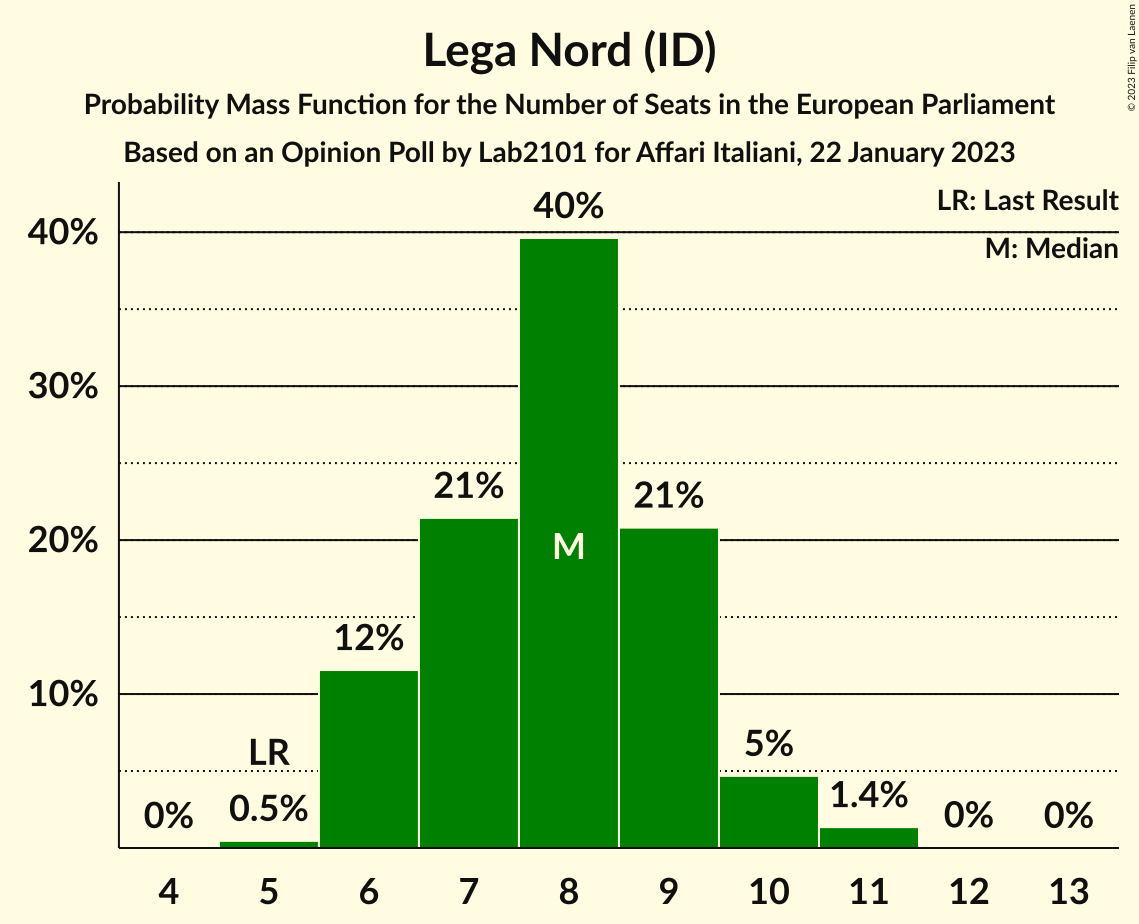 Lega Nord (ID)
Probability Mass Function for the Number of Seats in the European Parliament
Based on an Opinion Poll by Lab2101 for Affari Italiani, 22 January 2023
© 2023 Filip van Laenen
LR: Last Result
M: Median
40%
30%
20%
10%
0%
LR
0.5%
12%
21%
40%
M
21%
5%
1.4%
0%
0%
4 5 6 7 8 9 10 11 12 13